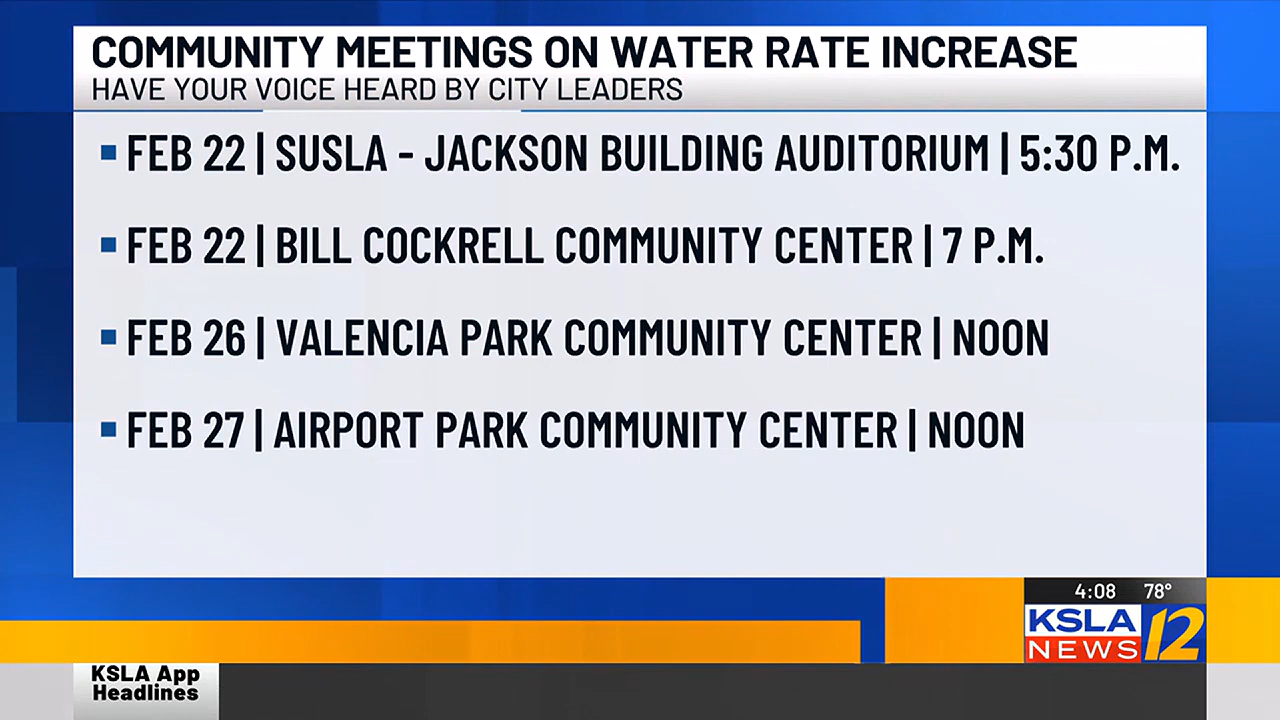 COMMUNITY MEETINGS ON WATER RATE INCREASE
HAVE YOUR VOICE HEARD BY CITY LEADERS
▪ FEB 22 | SUSLA - JACKSON BUILDING AUDITORIUM | 5:30 P.M.
▪ FEB 22 | BILL COCKRELL COMMUNITY CENTER | 7 P.M.
▪ FEB 26 | VALENCIA PARK COMMUNITY CENTER | NOON
▪ FEB 27 | AIRPORT PARK COMMUNITY CENTER | NOON
4:08 78°
KSLA
NEWS 12
KSLA App
Headlines